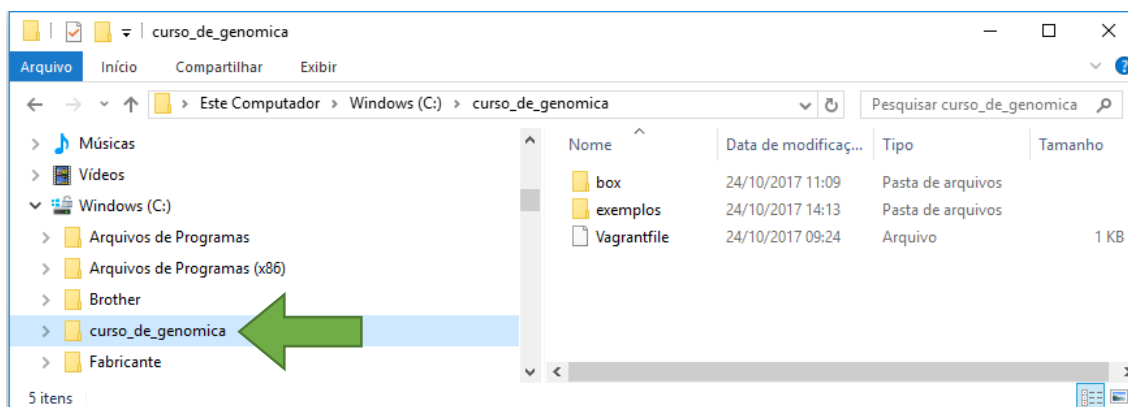 curso_de_genomica
Arquivo Início Compartilhar Exibir
Este Computador > Windows (C:) > curso_de_genomica Pesquisar curso_de_genomica
Músicas
Vídeos
Windows (C:)
Arquivos de Programas
Arquivos de Programas (x86)
Brother
curso_de_genomica
Fabricante
Nome Data de modificaç... Tipo Tamanho
box 24/10/2017 11:09 Pasta de arquivos
exemplos 24/10/2017 14:13 Pasta de arquivos
Vagrantfile 24/10/2017 09:24 Arquivo 1 KB
5 itens